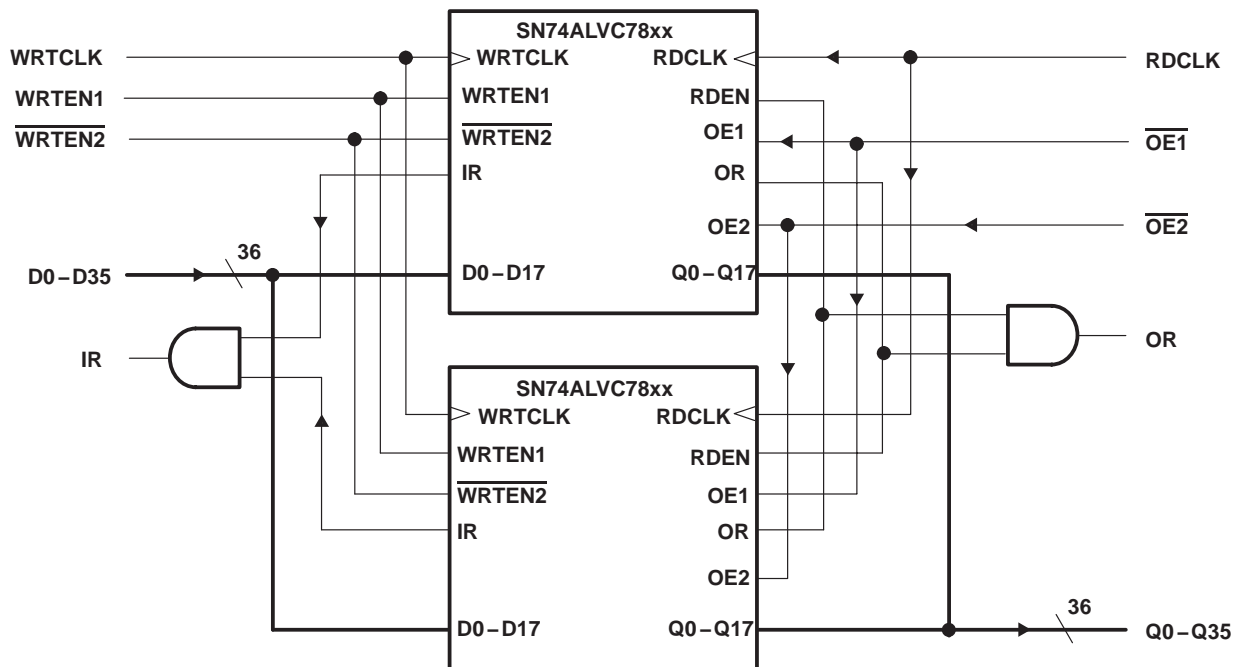 SN74ALVC78xx
WRTCLK
WRTCLK
RDCLK
RDCLK
WRTEN1
WRTEN1
RDEN
WRTEN2
WRTEN2
OE1
OE1
IR
OR
OE2
OE2
36
D0–D35
D0–D17
Q0–Q17
IR
OR
SN74ALVC78xx
WRTCLK
RDCLK
WRTEN1
RDEN
WRTEN2
OE1
IR
OR
OE2
36
D0–D17
Q0–Q17
Q0–Q35